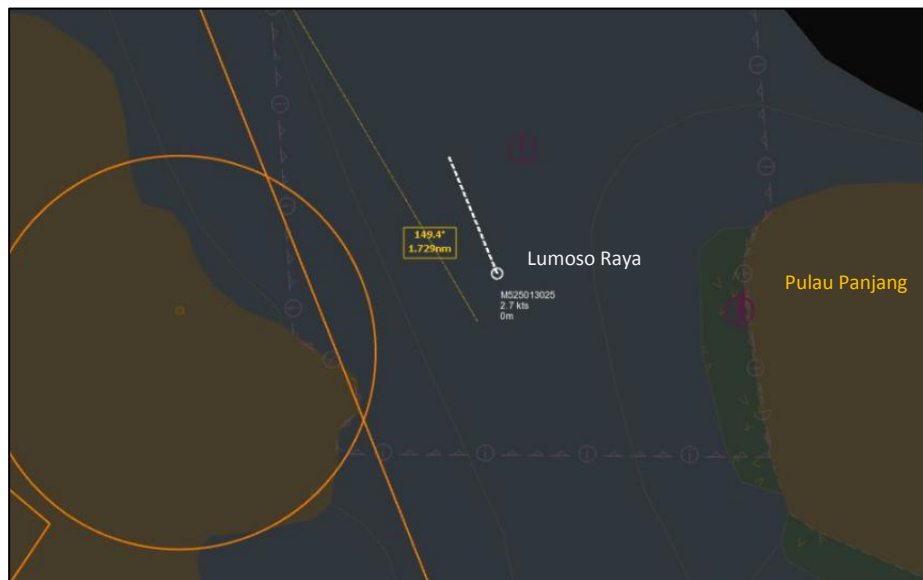 149.4°
1.729nm
Lumoso Raya
M525013025
2.7 kts
0m
Pulau Panjang